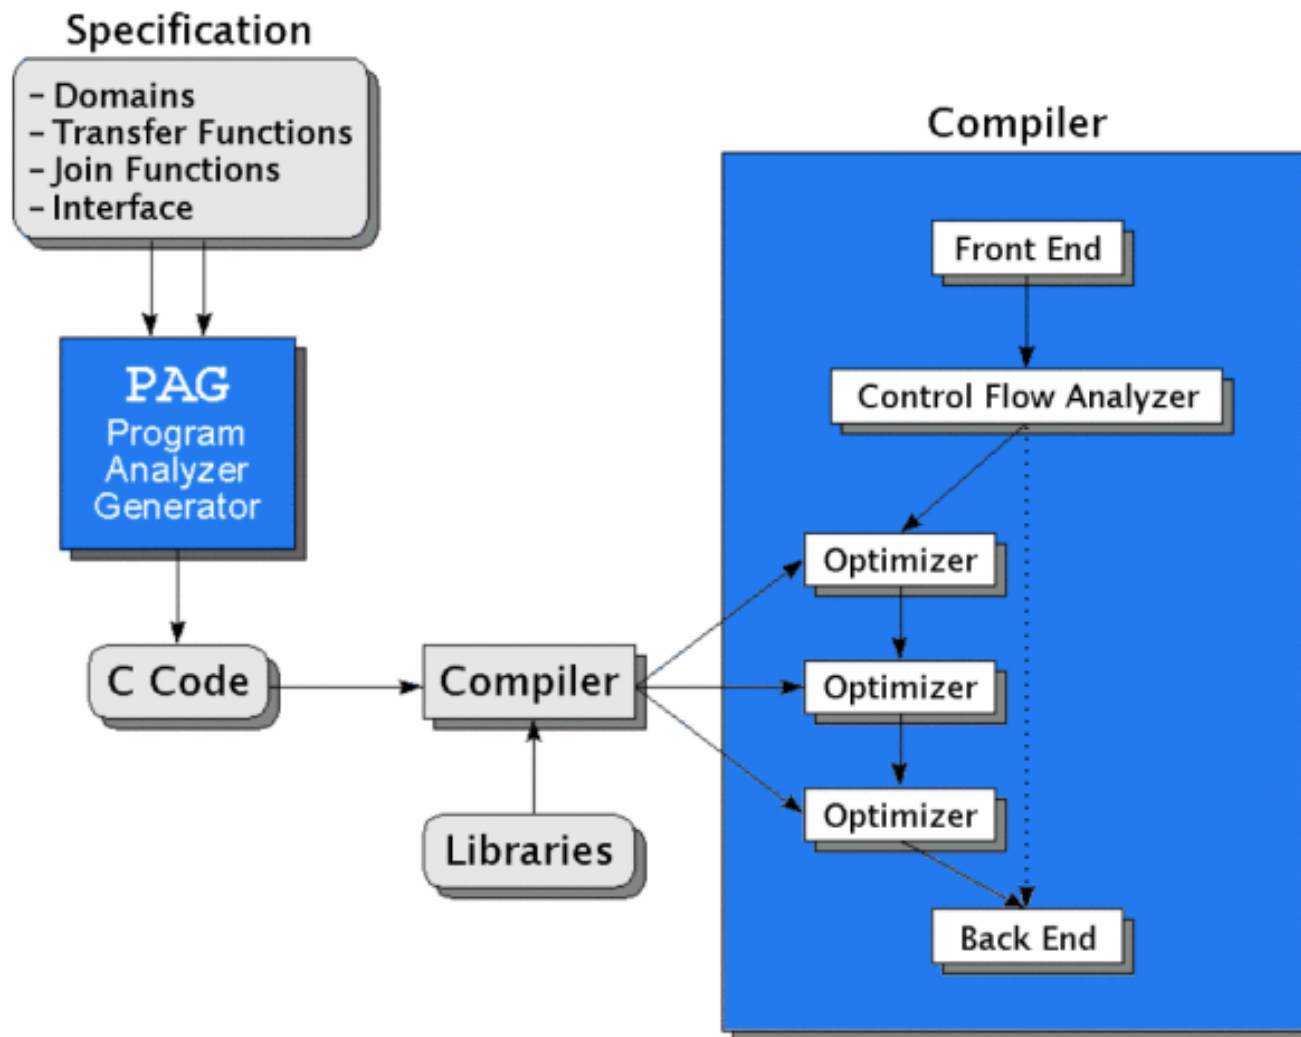 Specification
- Domains
- Transfer Functions
- Join Functions
- Interface
PAG
Program
Analyzer
Generator
C Code
Compiler
Libraries
Compiler
Front End
Control Flow Analyzer
Optimizer
Optimizer
Optimizer
Back End